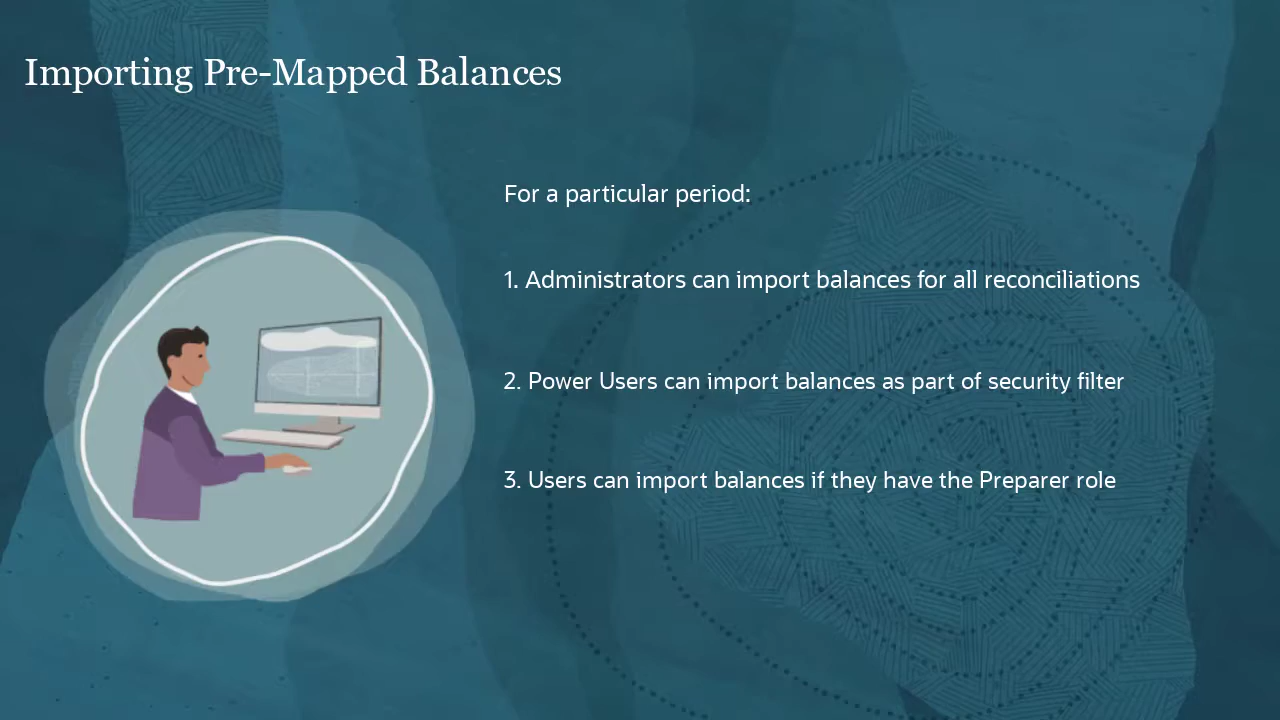 Importing Pre-Mapped Balances
For a particular period:
1. Administrators can import balances for all reconciliations
2. Power Users can import balances as part of security filter
3. Users can import balances if they have the Preparer role